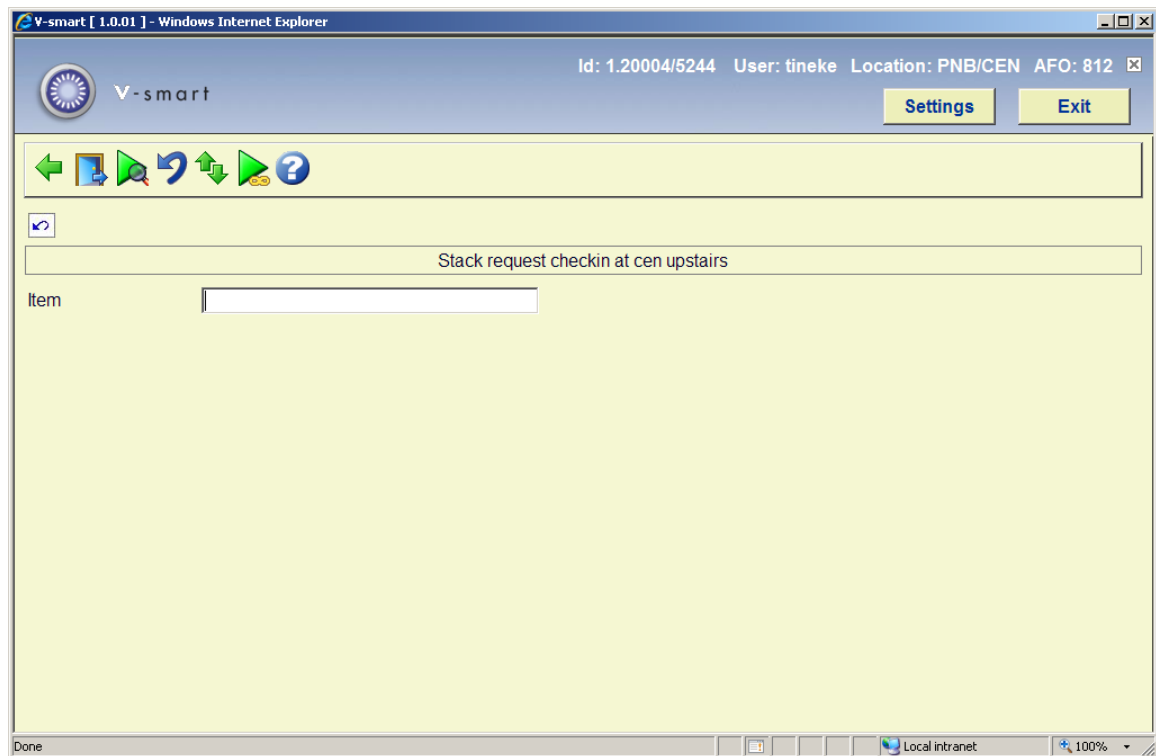 V-smart [ 1.0.01 ] - Windows Internet Explorer
Id: 1.20004/5244 User: tineke Location: PNB/CEN AFO: 812
V-smart
Settings Exit
Stack request checkin at cen upstairs
Item
Done Local intranet 100%